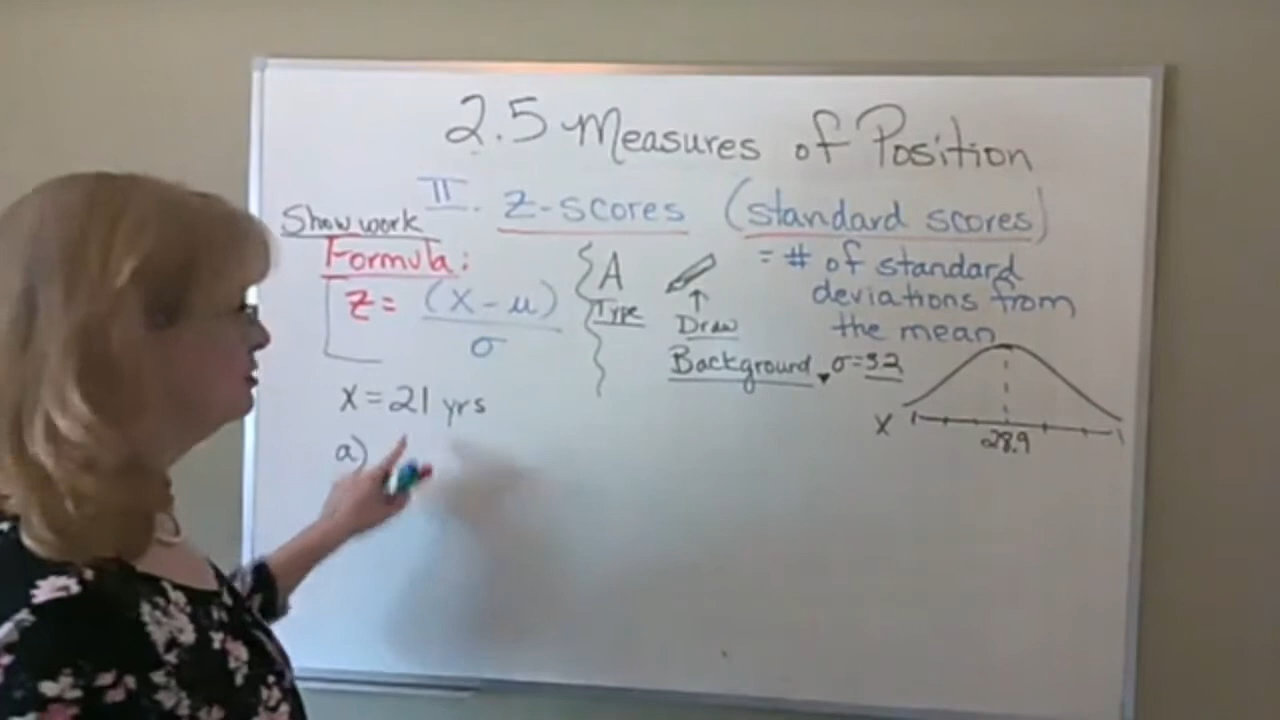 2.5 Measures of Position
II. z-scores (standard scores)
= # of standard
deviations from
the mean
Show work
Formula:
z = (x - μ)
σ
A
Type
Draw
Background, σ = 3.2
x = 21 yrs
a)
X
28.9